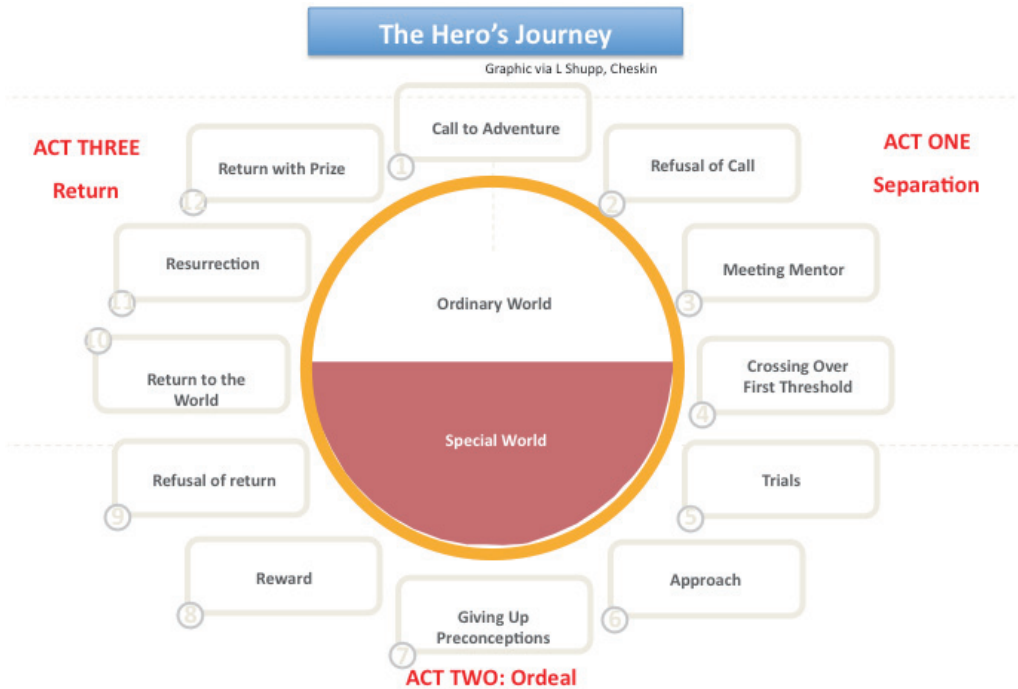 The Hero's Journey
Graphic via L Shupp, Cheskin
ACT THREE
Return
ACT ONE
Separation
Call to Adventure
1
Refusal of Call
2
Meeting Mentor
3
Crossing Over
First Threshold
4
Trials
5
Approach
6
Giving Up
Preconceptions
7
ACT TWO: Ordeal
Reward
8
Refusal of return
9
10
Return to the
World
Resurrection
11
Return with Prize
12
Ordinary World
Special World